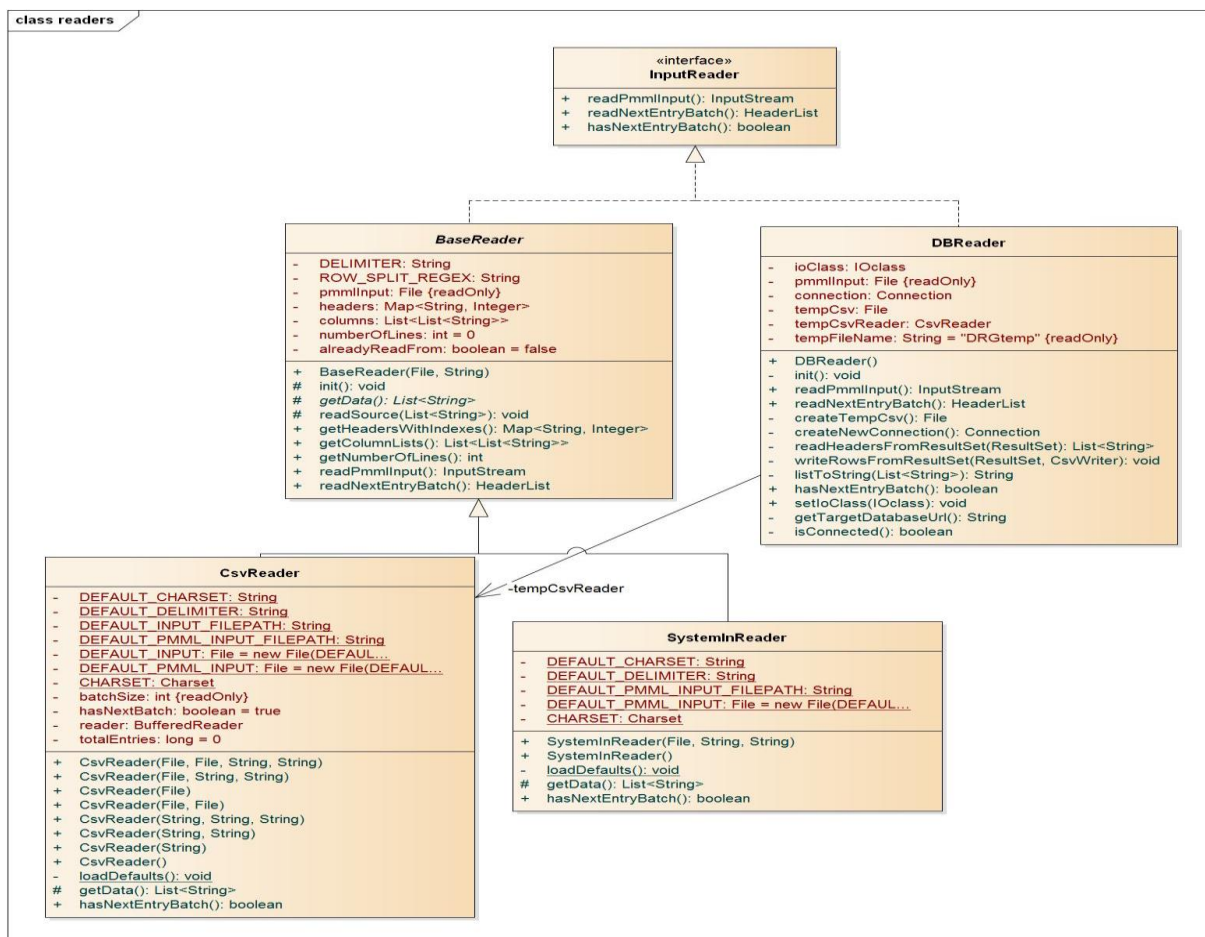 class readers
«interface»
InputReader
+ readPmmlInput(): InputStream
+ readNextEntryBatch(): HeaderList
+ hasNextEntryBatch(): boolean
BaseReader
- DELIMITER: String
- ROW_SPLIT_REGEX: String
- pmmlInput: File {readOnly}
- headers: Map<String, Integer>
- columns: List<List<String>>
- numberOfLines: int = 0
- alreadyReadFrom: boolean = false
+ BaseReader(File, String)
# init(): void
# getData(): List<String>
# readSource(List<String>): void
+ getHeadersWithIndexes(): Map<String, Integer>
+ getColumnLists(): List<List<String>>
+ getNumberOfLines(): int
+ readPmmlInput(): InputStream
+ readNextEntryBatch(): HeaderList
DBReader
- ioClass: IOclass
- pmmlInput: File {readOnly}
- connection: Connection
- tempCsv: File
- tempCsvReader: CsvReader
- tempFileName: String = "DRGtemp" {readOnly}
+ DBReader()
- init(): void
+ readPmmlInput(): InputStream
+ readNextEntryBatch(): HeaderList
- createTempCsv(): File
- createNewConnection(): Connection
- readHeadersFromResultSet(ResultSet): List<String>
- writeRowsFromResultSet(ResultSet, CsvWriter): void
- listToString(List<String>): String
+ hasNextEntryBatch(): boolean
+ setIoClass(IOclass): void
- getTargetDatabaseUrl(): String
- isConnected(): boolean
CsvReader
- DEFAULT_CHARSET: String
- DEFAULT_DELIMITER: String
- DEFAULT_INPUT_FILEPATH: String
- DEFAULT_PMML_INPUT_FILEPATH: String
- DEFAULT_INPUT: File = new File(DEFAUL...
- DEFAULT_PMML_INPUT: File = new File(DEFAUL...
- CHARSET: Charset
- batchSize: int {readOnly}
- hasNextBatch: boolean = true
- reader: BufferedReader
- totalEntries: long = 0
+ CsvReader(File, File, String, String)
+ CsvReader(File, String, String)
+ CsvReader(File)
+ CsvReader(File, File)
+ CsvReader(String, String, String)
+ CsvReader(String, String)
+ CsvReader(String)
+ CsvReader()
- loadDefaults(): void
# getData(): List<String>
+ hasNextEntryBatch(): boolean
-tempCsvReader
SystemInReader
- DEFAULT_CHARSET: String
- DEFAULT_DELIMITER: String
- DEFAULT_PMML_INPUT_FILEPATH: String
- DEFAULT_PMML_INPUT: File = new File(DEFAUL...
- CHARSET: Charset
+ SystemInReader(File, String, String)
+ SystemInReader()
- loadDefaults(): void
# getData(): List<String>
+ hasNextEntryBatch(): boolean